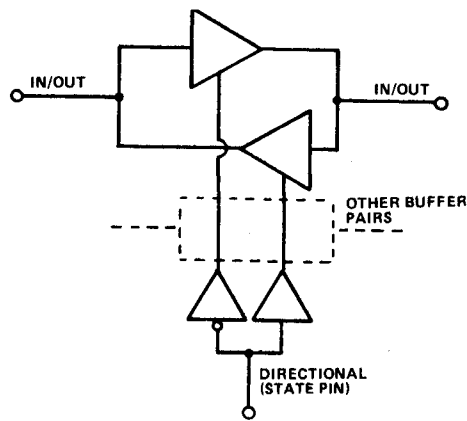 IN/OUT
IN/OUT
OTHER BUFFER
PAIRS
DIRECTIONAL
(STATE PIN)